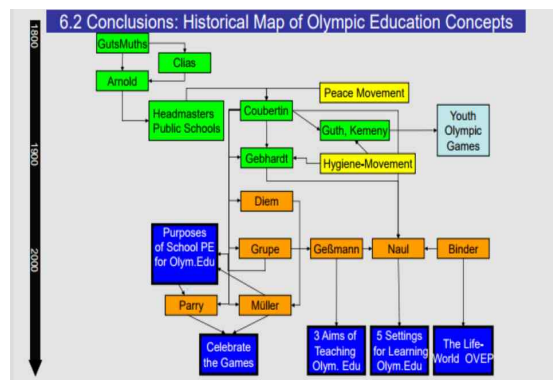 6.2 Conclusions: Historical Map of Olympic Education Concepts
1800
GutsMuths
Clias
Arnold
Headmasters
Public Schools
Peace Movement
Coubertin
Guth, Kemeny
Youth
Olympic
Games
1900
Gebhardt
Hygiene-Movement
Diem
Purposes
of School PE
for Olym.Edu
Grupe
Geßmann
Naul
Binder
2000
Parry
Müller
Celebrate
the Games
3 Aims of
Teaching
Olym. Edu
5 Settings
for Learning
Olym.Edu
The Life-
World OVEP